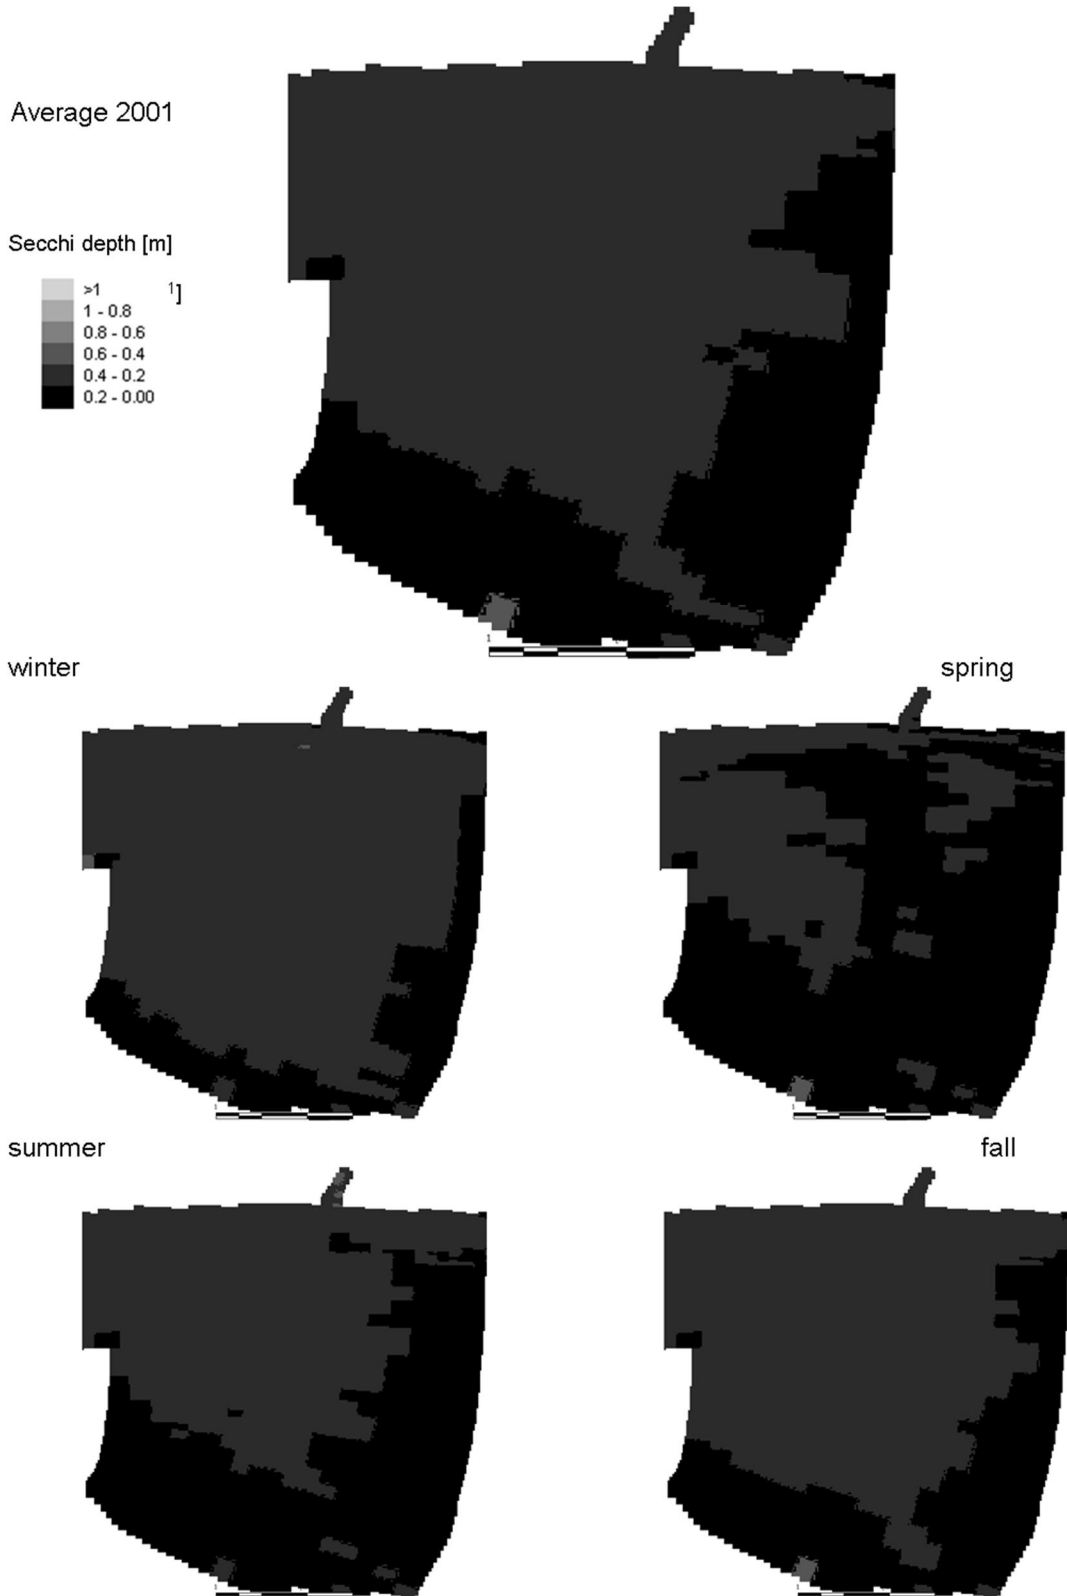 Average 2001
Secchi depth [m]
>1 1]
1 - 0.8
0.8 - 0.6
0.6 - 0.4
0.4 - 0.2
0.2 - 0.00
winter
spring
summer
fall